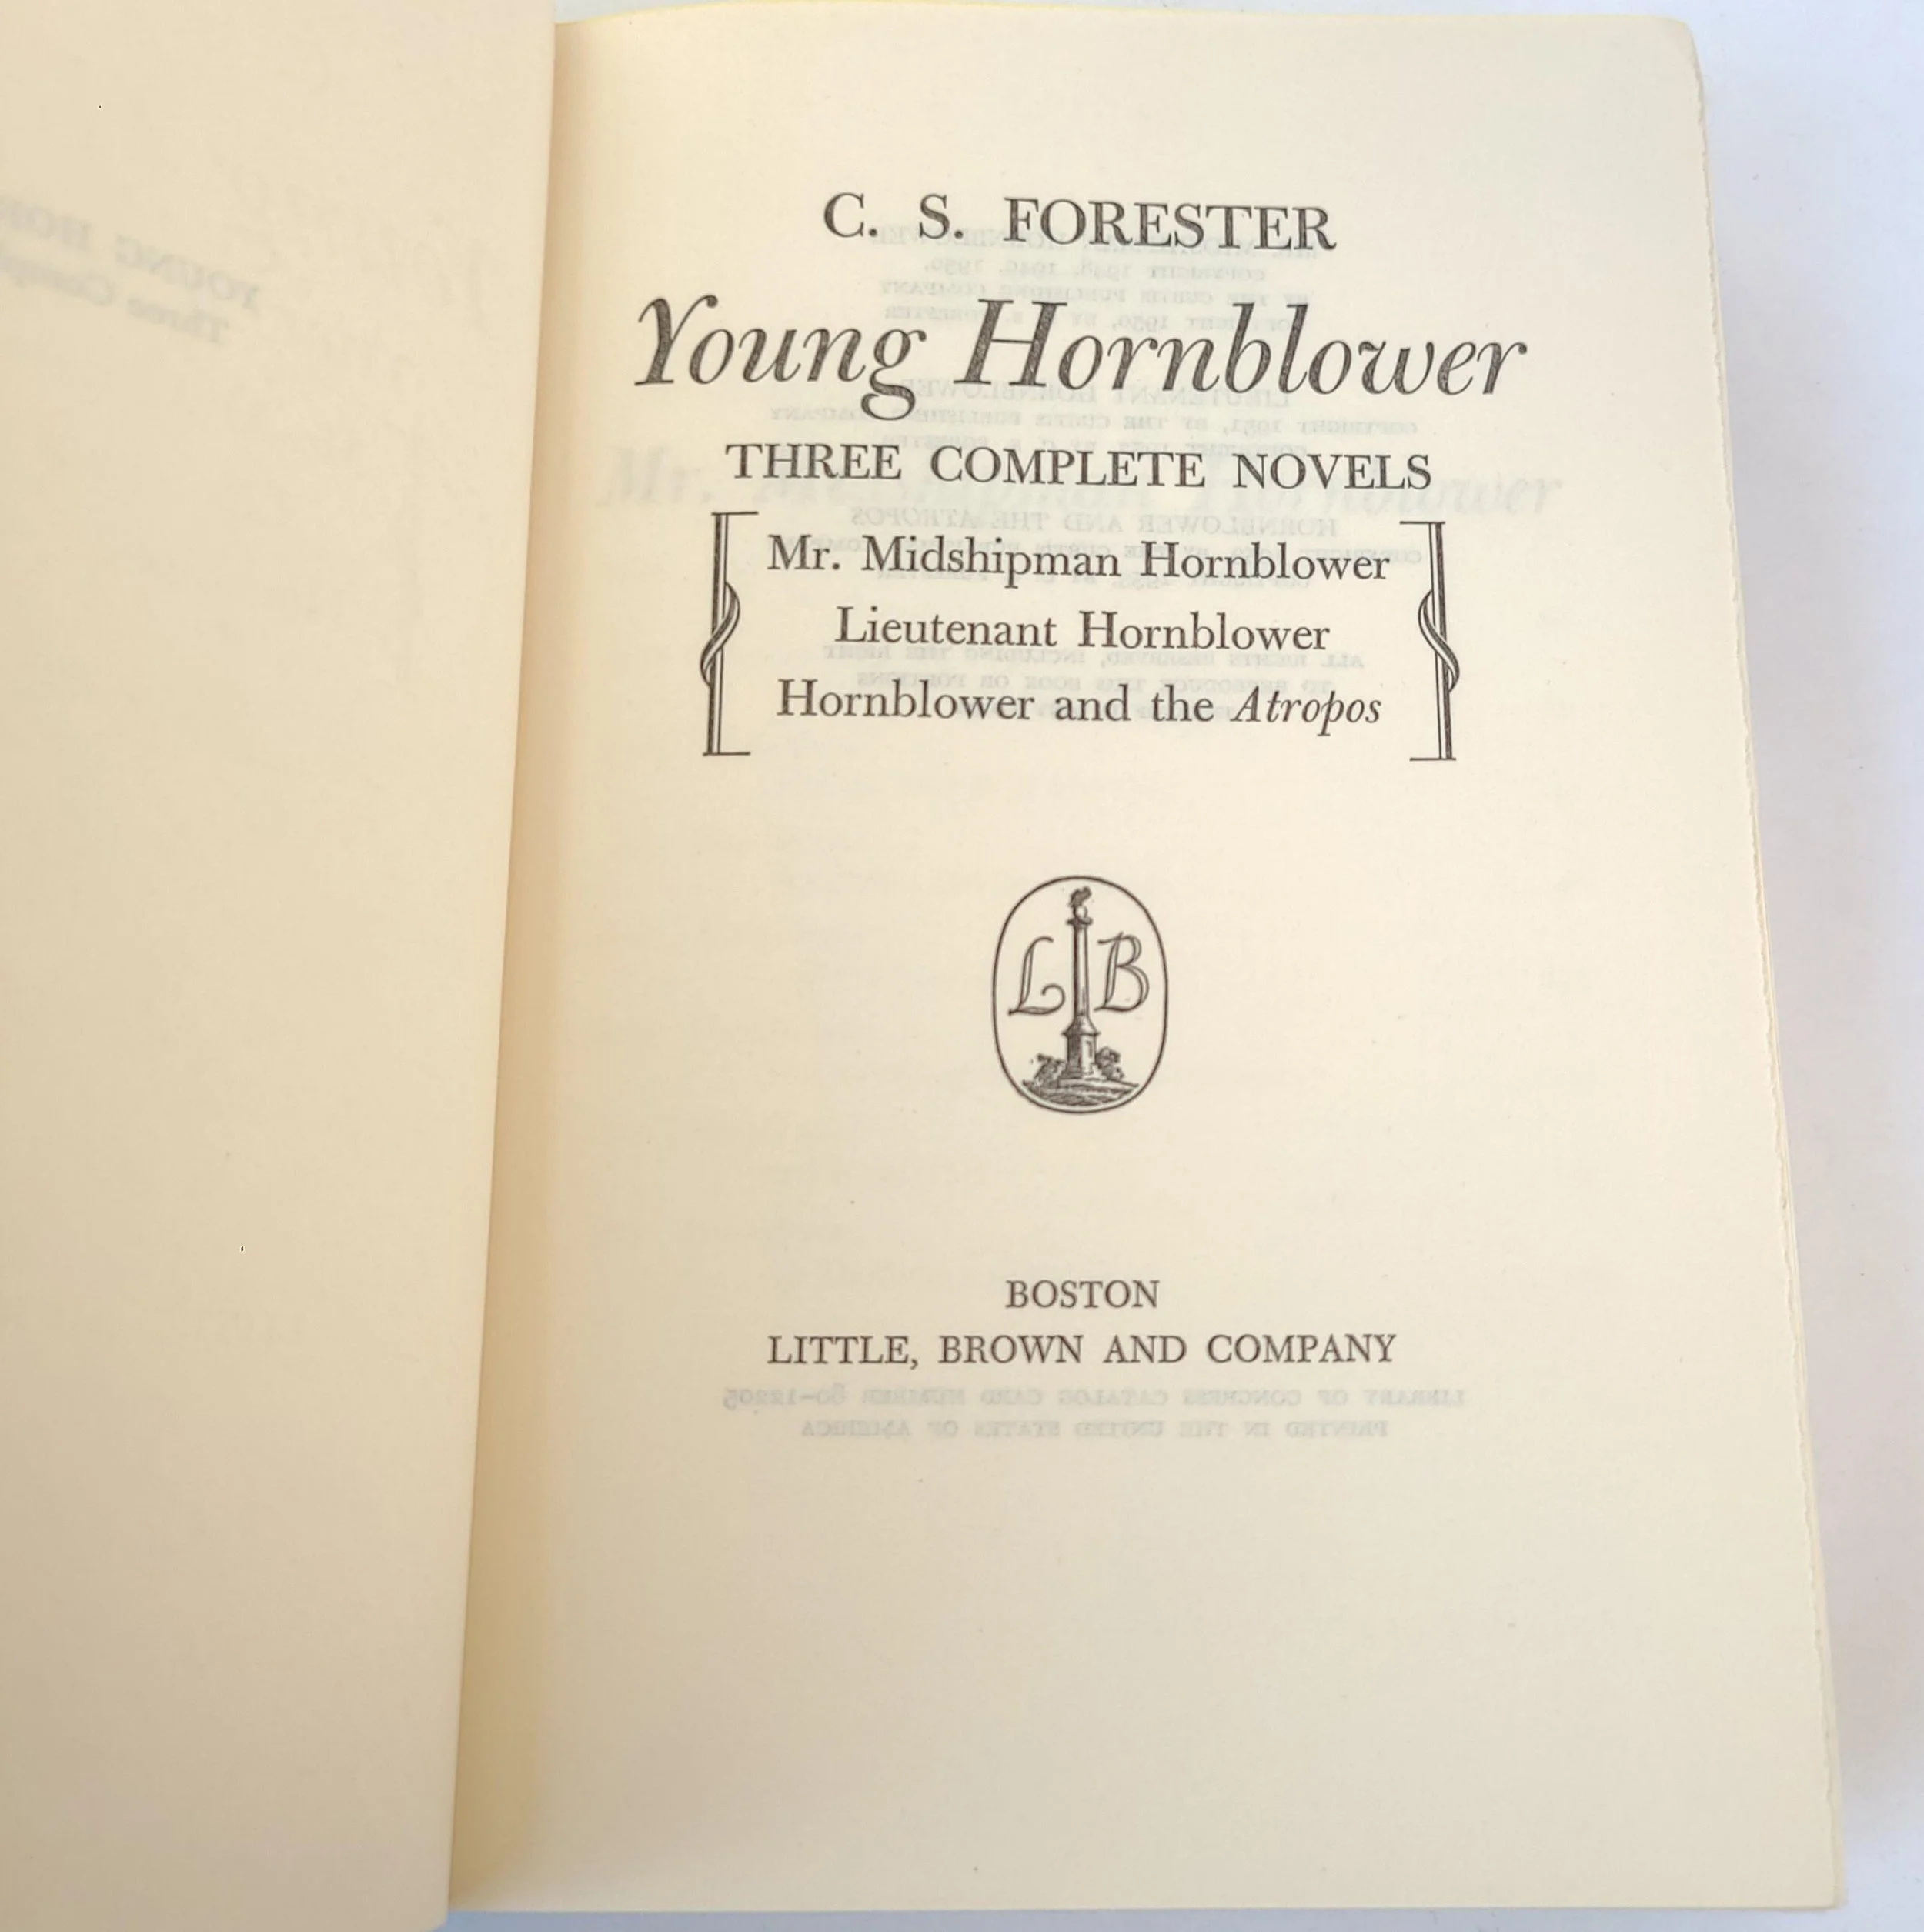 C. S. FORESTER
Young Hornblower
THREE COMPLETE NOVELS
Mr. Midshipman Hornblower
Lieutenant Hornblower
Hornblower and the Atropos
L B
BOSTON
LITTLE, BROWN AND COMPANY